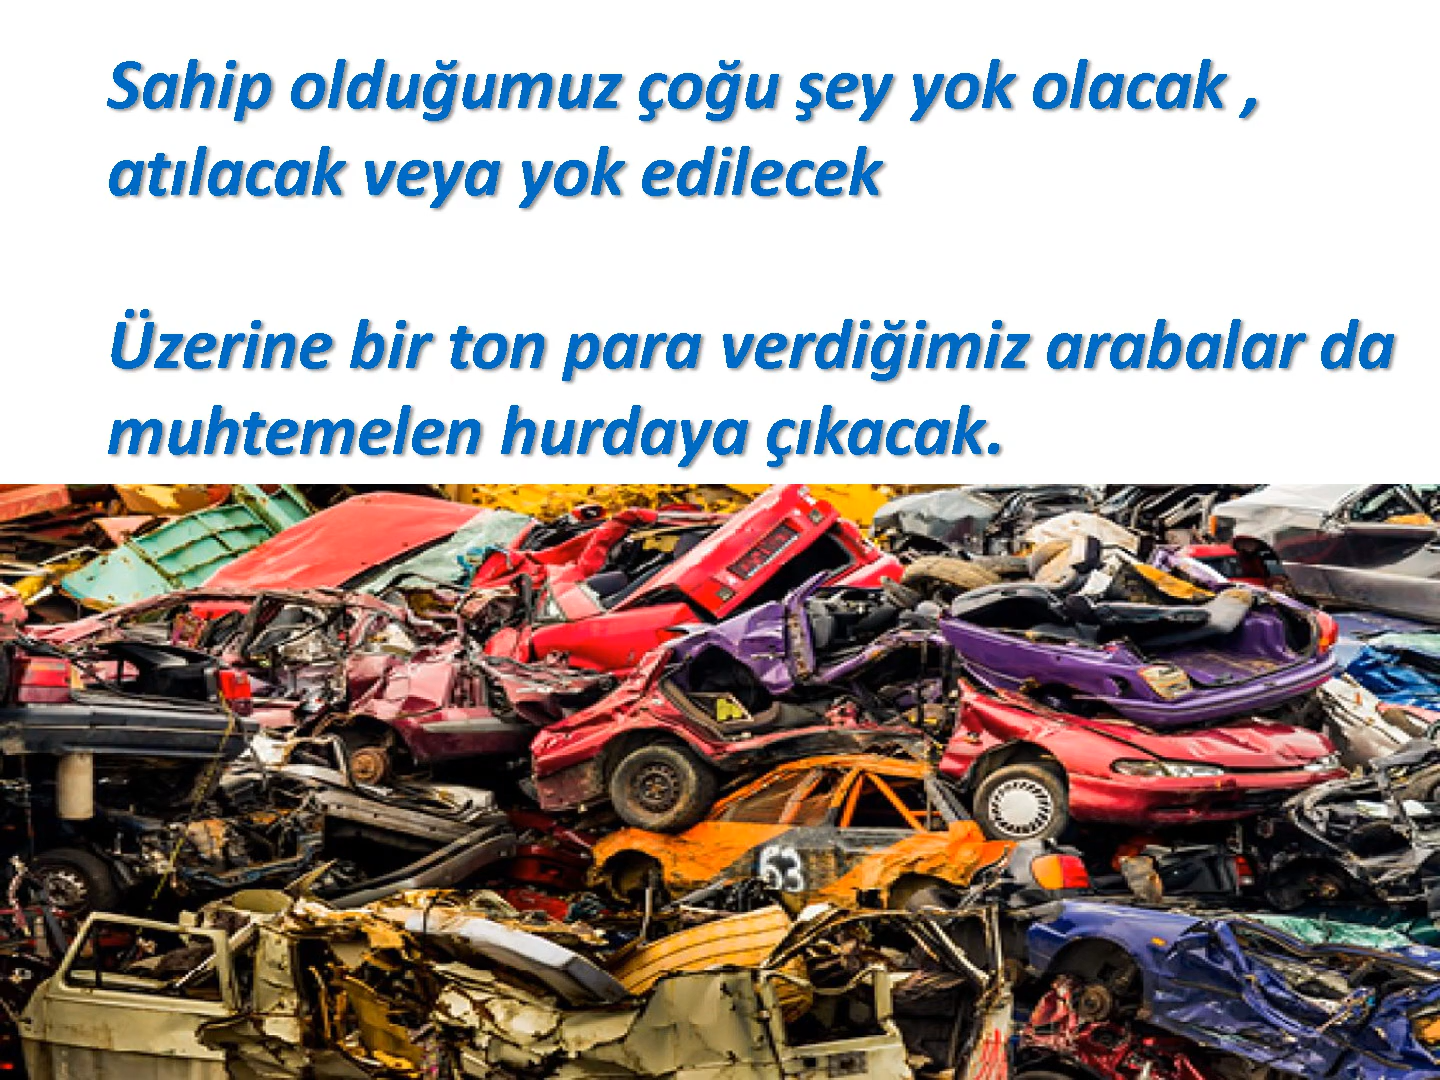 Sahip olduğumuz çoğu şey yok olacak ,
atılacak veya yok edilecek
Üzerine bir ton para verdiğimiz arabalar da
muhtemelen hurdaya çıkacak.
63